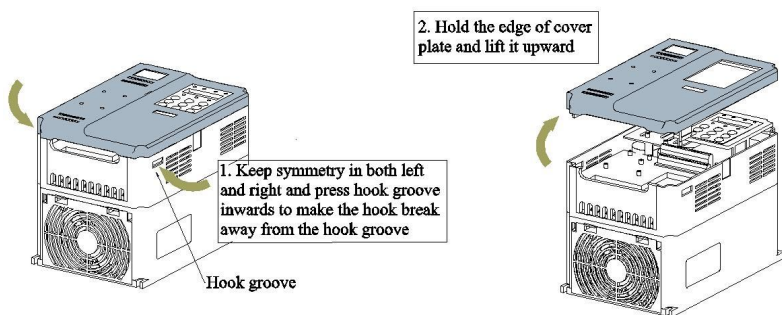 1. Keep symmetry in both left
and right and press hook groove
inwards to make the hook break
away from the hook groove
Hook groove
2. Hold the edge of cover
plate and lift it upward